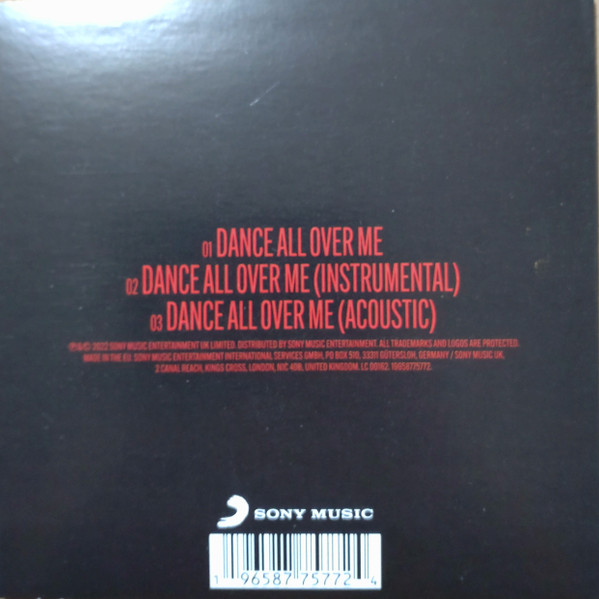 01 DANCE ALL OVER ME
02 DANCE ALL OVER ME (INSTRUMENTAL)
03 DANCE ALL OVER ME (ACOUSTIC)
Ⓟ&© 2022 SONY MUSIC ENTERTAINMENT UK LIMITED. DISTRIBUTED BY SONY MUSIC ENTERTAINMENT. ALL TRADEMARKS AND LOGOS ARE PROTECTED.
MADE IN THE EU. SONY MUSIC ENTERTAINMENT INTERNATIONAL SERVICES GMBH, PO BOX 510, 33311 GÜTERSLOH, GERMANY / SONY MUSIC UK,
2 CANAL REACH, KINGS CROSS, LONDON, N1C 4DB, UNITED KINGDOM. LC 00162. 19658775772.
SONY MUSIC
1 96587 75772 4